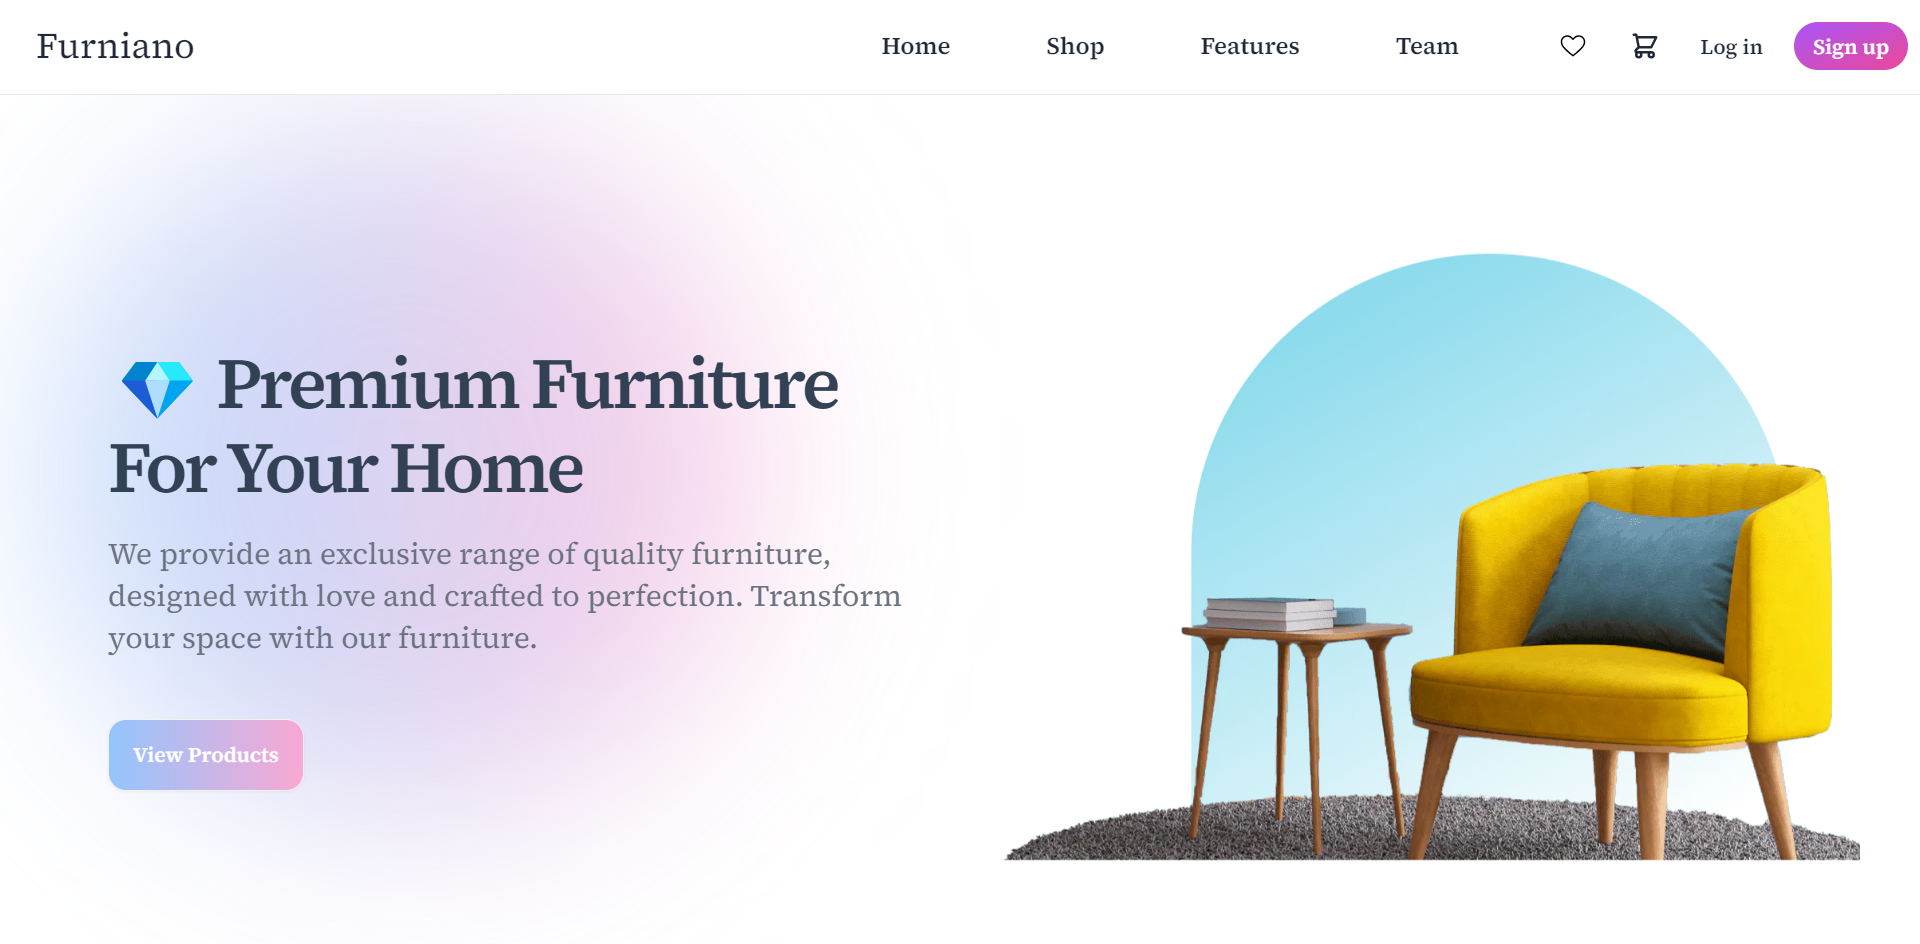 Furniano
Home
Shop
Features
Team
Log in
Sign up
Premium Furniture
For Your Home
We provide an exclusive range of quality furniture,
designed with love and crafted to perfection. Transform
your space with our furniture.
View Products